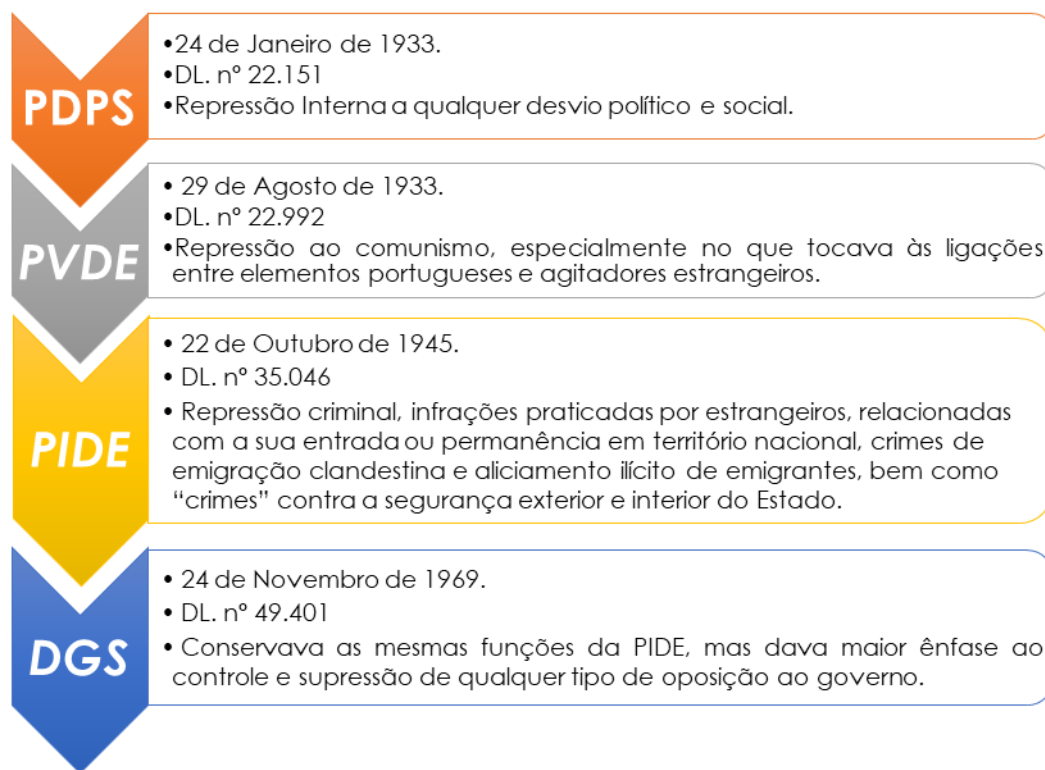 PDPS
•24 de Janeiro de 1933.
•DL. nº 22.151
•Repressão Interna a qualquer desvio político e social.
PVDE
• 29 de Agosto de 1933.
•DL. nº 22.992
•Repressão ao comunismo, especialmente no que tocava às ligações
entre elementos portugueses e agitadores estrangeiros.
PIDE
• 22 de Outubro de 1945.
• DL. nº 35.046
• Repressão criminal, infrações praticadas por estrangeiros, relacionadas
com a sua entrada ou permanência em território nacional, crimes de
emigração clandestina e aliciamento ilícito de emigrantes, bem como
“crimes” contra a segurança exterior e interior do Estado.
DGS
• 24 de Novembro de 1969.
• DL. nº 49.401
• Conservava as mesmas funções da PIDE, mas dava maior ênfase ao
controle e supressão de qualquer tipo de oposição ao governo.